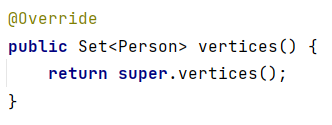 @Override
public Set<Person> vertices() {
    return super.vertices();
}